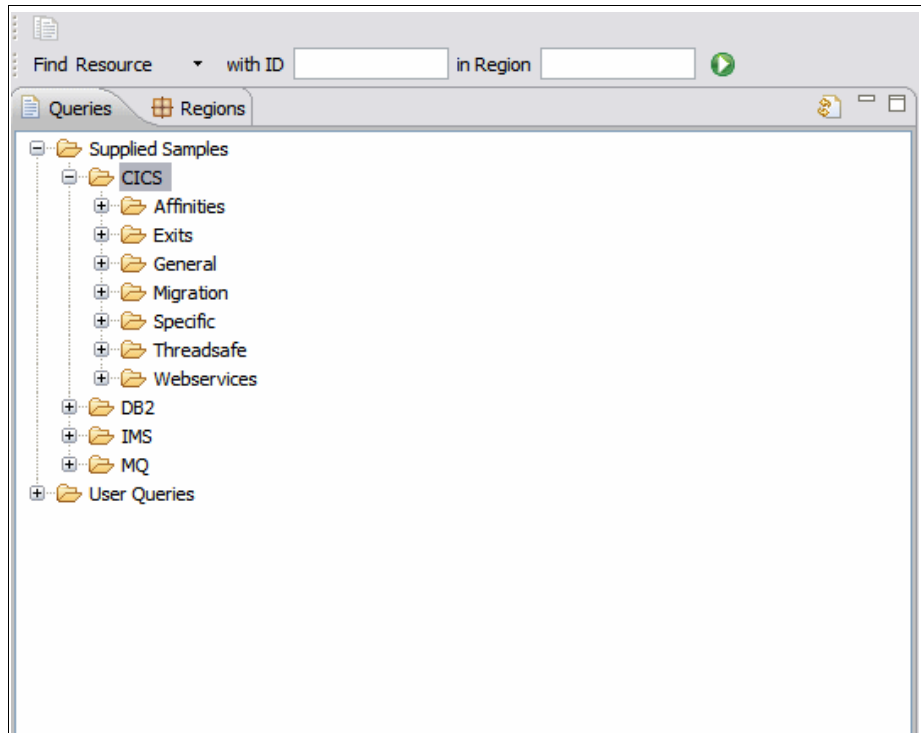 Find Resource with ID in Region
Queries Regions
Supplied Samples
CICS
Affinities
Exits
General
Migration
Specific
Threadsafe
Webservices
DB2
IMS
MQ
User Queries